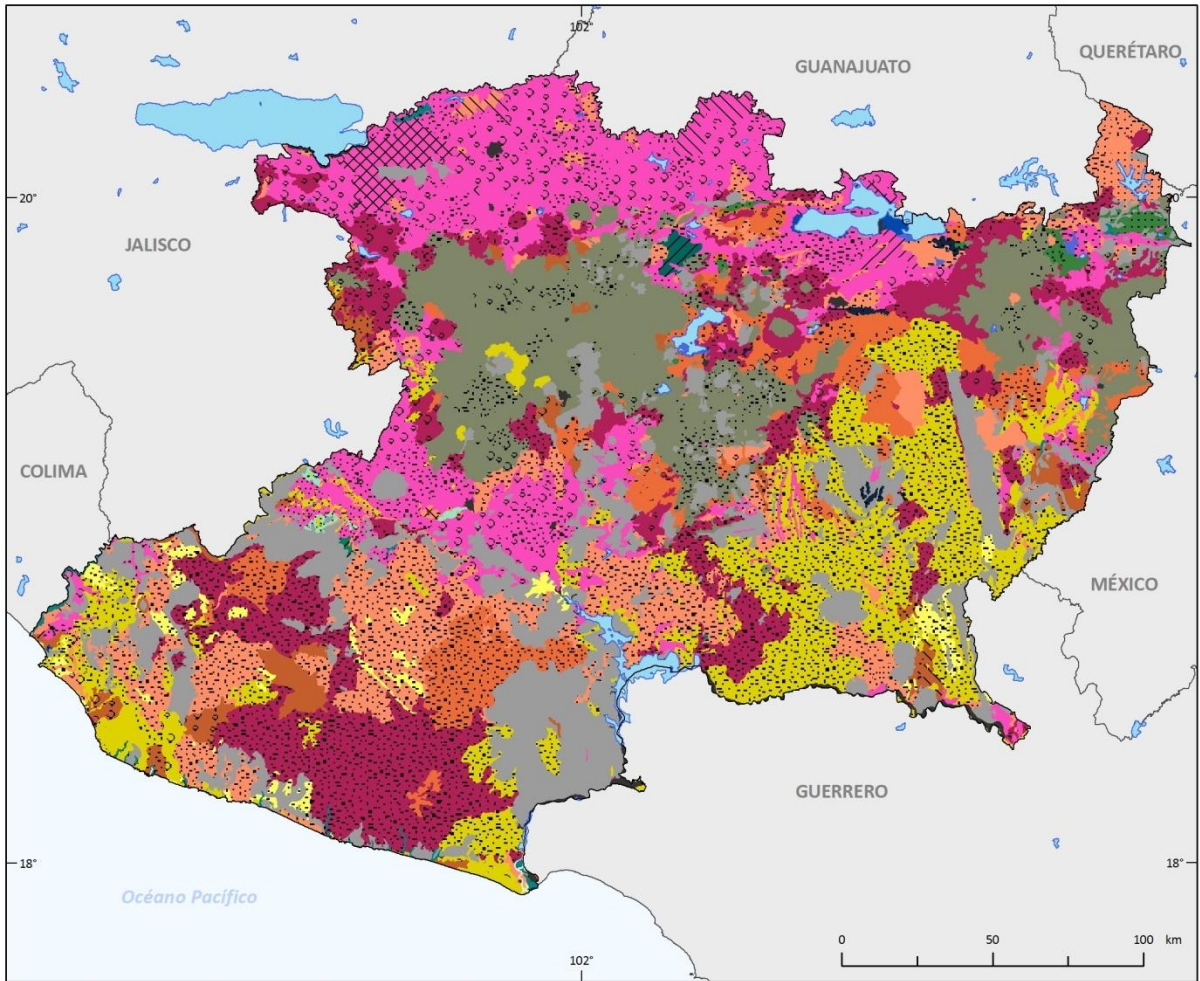 102°
QUERÉTARO
GUANAJUATO
20°
20°
JALISCO
COLIMA
MÉXICO
GUERRERO
18°
18°
Océano Pacífico
0 50 100 km
102°